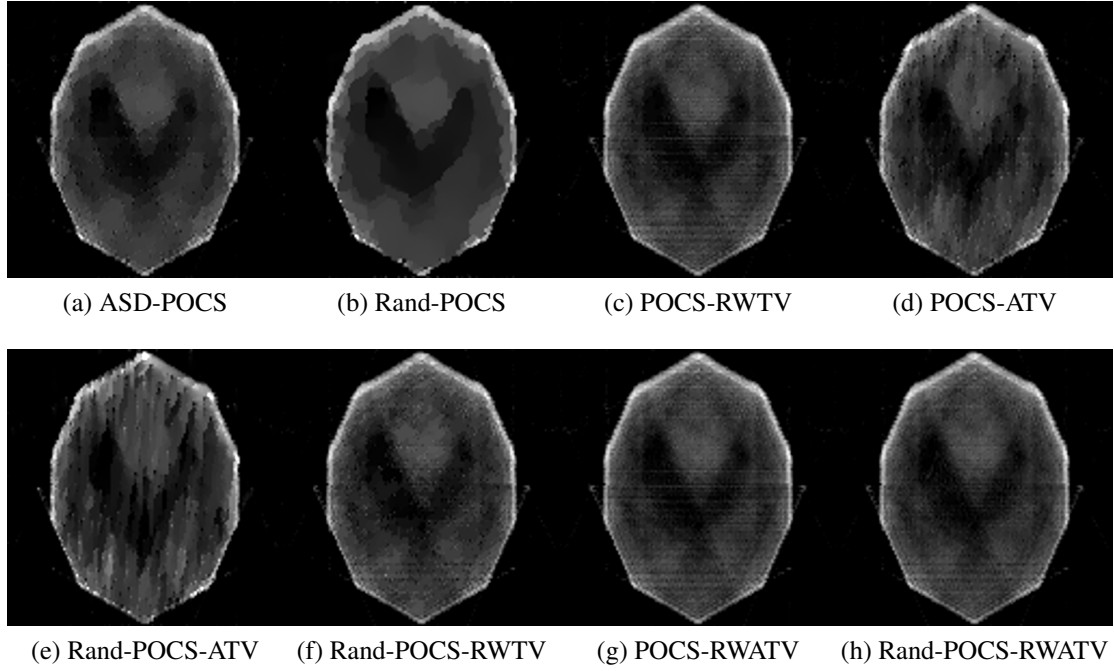 (a) ASD-POCS (b) Rand-POCS (c) POCS-RWTV (d) POCS-ATV
(e) Rand-POCS-ATV (f) Rand-POCS-RWTV (g) POCS-RWATV (h) Rand-POCS-RWATV